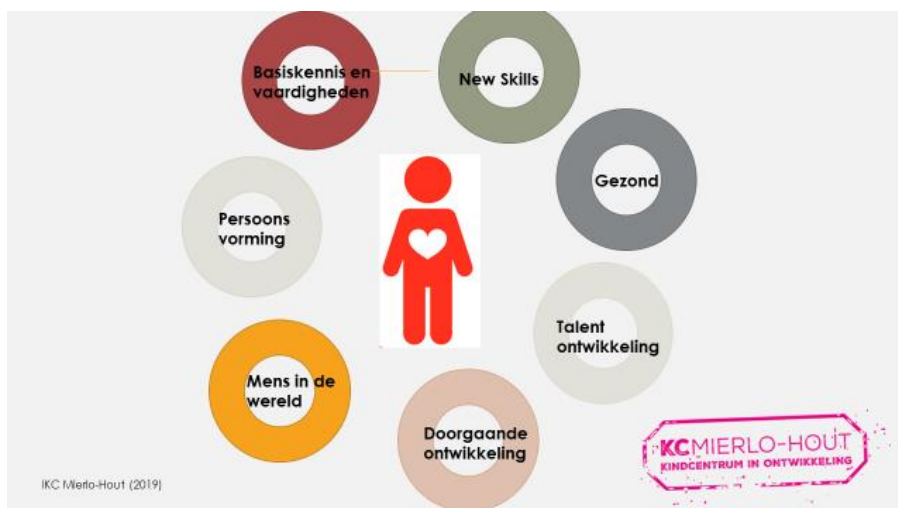 Basiskennis en
vaardigheden
New Skills
Gezond
Talent
ontwikkeling
Doorgaande
ontwikkeling
Mens in de
wereld
Persoons
vorming
KCMIERLO-HOUT
KINDCENTRUM IN ONTWIKKELING
IKC Mierlo-Hout (2019)